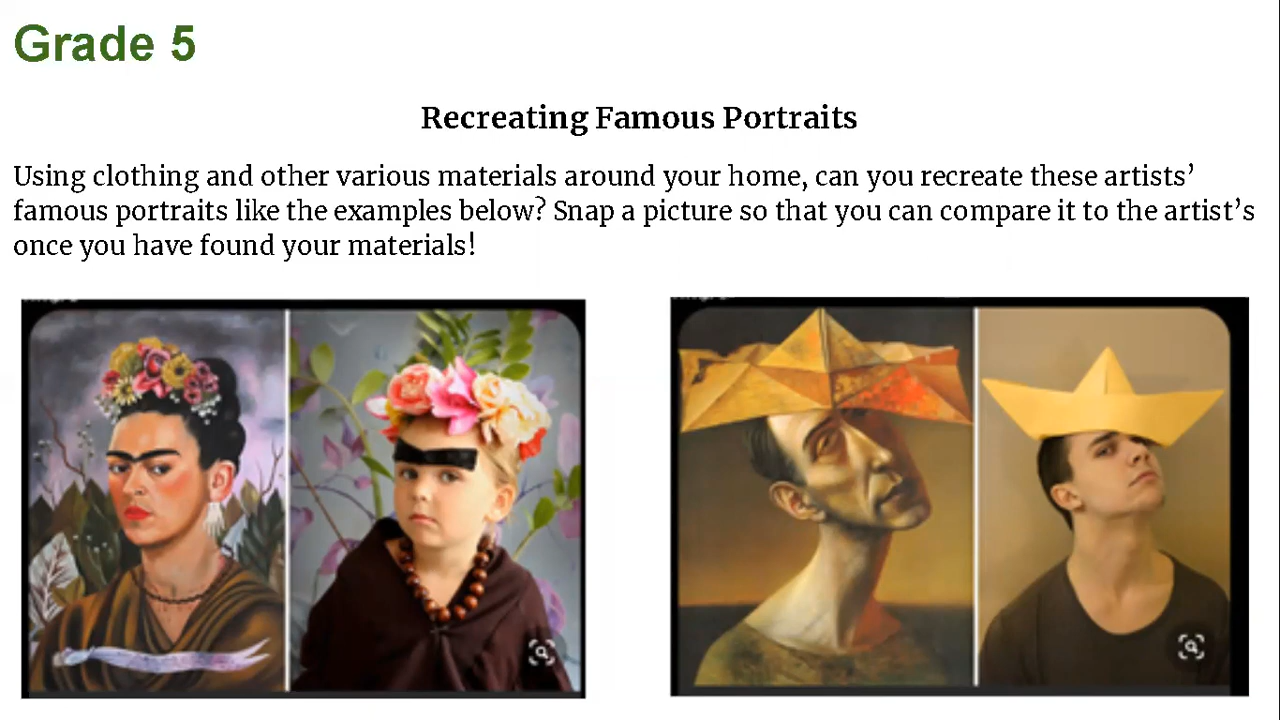 Grade 5
Recreating Famous Portraits
Using clothing and other various materials around your home, can you recreate these artists’
famous portraits like the examples below? Snap a picture so that you can compare it to the artist’s
once you have found your materials!